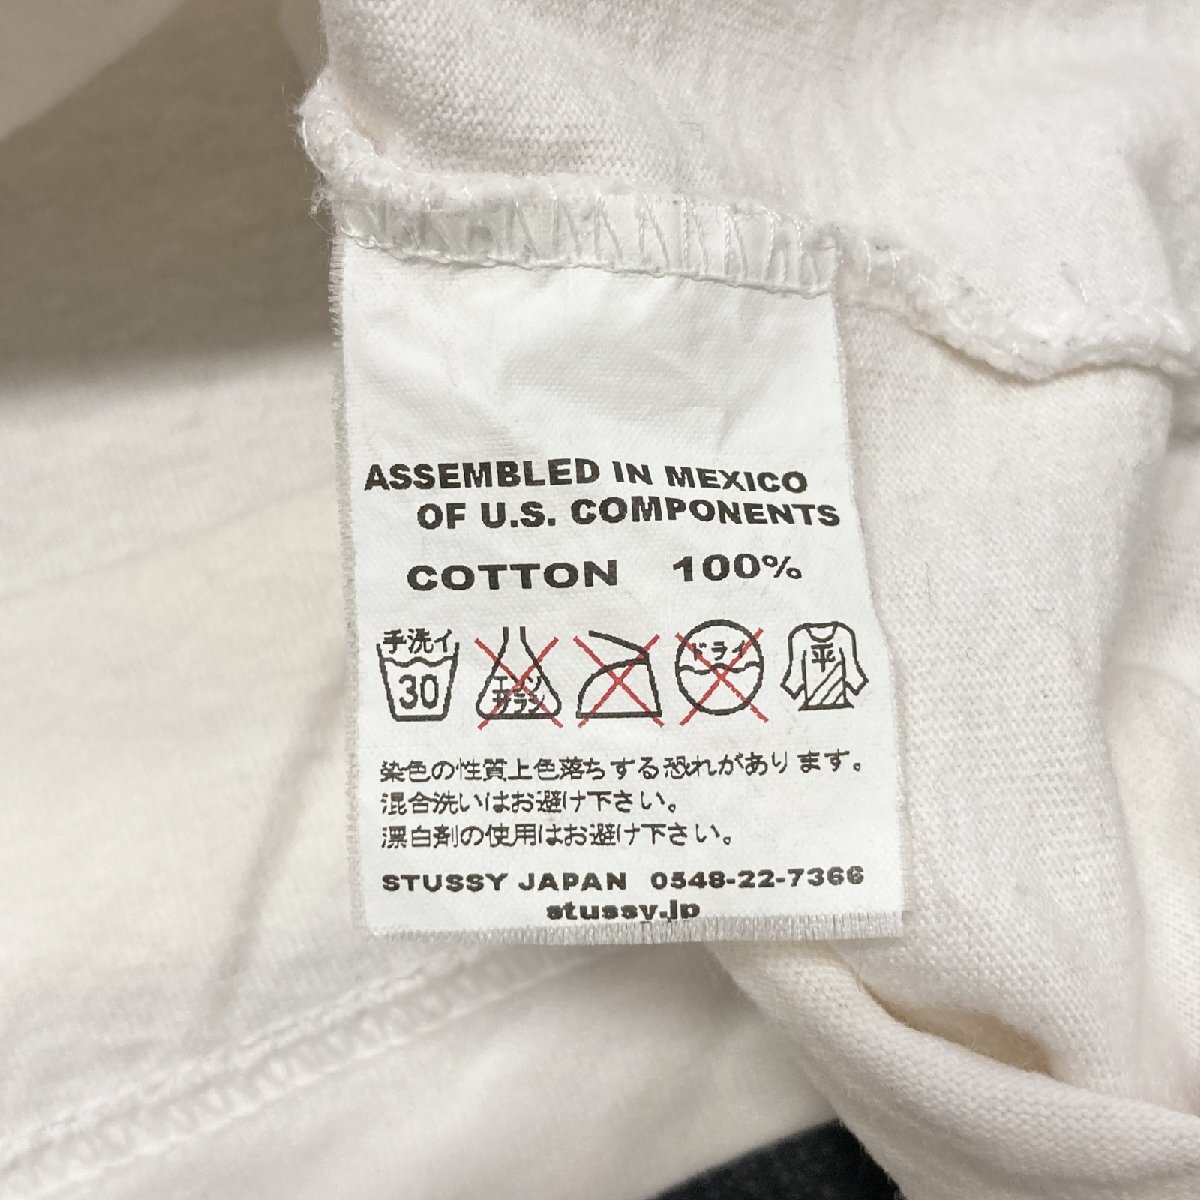 ASSEMBLED IN MEXICO
OF U.S. COMPONENTS
COTTON 100%
手洗イ
30
エンソ
サラシ
ドライ
平
染色の性質上色落ちする恐れがあります。
混合洗いはお避け下さい。
漂白剤の使用はお避け下さい。
STUSSY JAPAN 0548-22-7366
stussy.jp